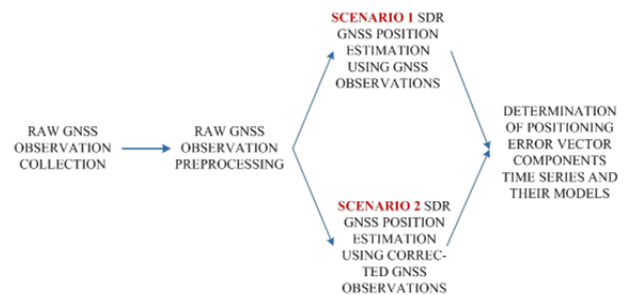 RAW GNSS
OBSERVATION
COLLECTION
RAW GNSS
OBSERVATION
PREPROCESSING
SCENARIO 1 SDR
GNSS POSITION
ESTIMATION
USING GNSS
OBSERVATIONS
SCENARIO 2 SDR
GNSS POSITION
ESTIMATION
USING CORREC-
TED GNSS
OBSERVATIONS
DETERMINATION
OF POSITIONING
ERROR VECTOR
COMPONENTS
TIME SERIES AND
THEIR MODELS